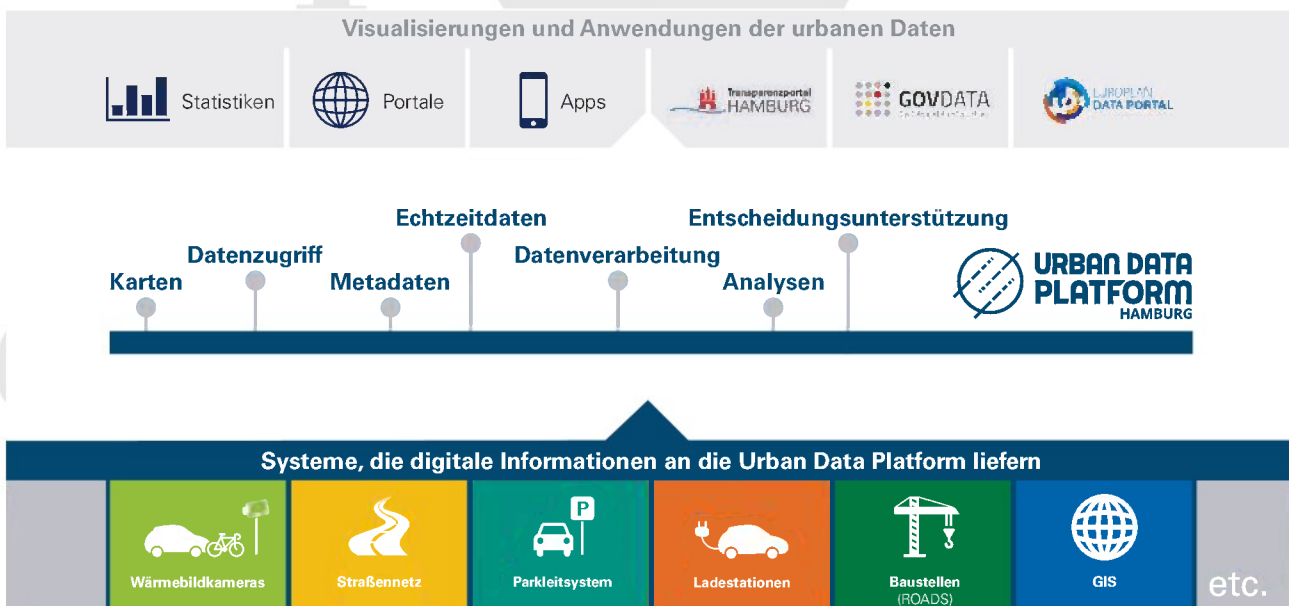 Visualisierungen und Anwendungen der urbanen Daten
Statistiken
Portale
Apps
Transparenzportal
HAMBURG
GOVDATA
EUROPEAN
DATA PORTAL
Echtzeitdaten
Entscheidungsunterstützung
Datenzugriff
Datenverarbeitung
Karten
Metadaten
Analysen
URBAN DATA
PLATFORM
HAMBURG
Systeme, die digitale Informationen an die Urban Data Platform liefern
P
Wärmebildkameras
Straßennetz
Parkleitsystem
Ladestationen
Baustellen
(ROADS)
GIS
etc.